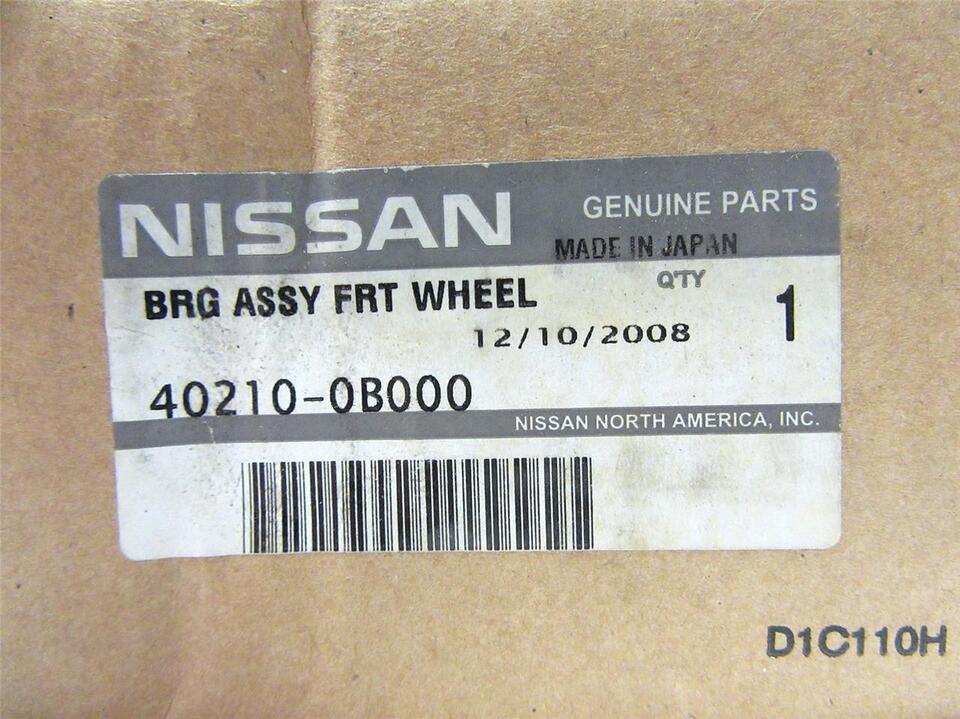 NISSAN GENUINE PARTS
MADE IN JAPAN
Q'TY
BRG ASSY FRT WHEEL 1
12/10/2008
40210-0B000
NISSAN NORTH AMERICA, INC.
D1C110H